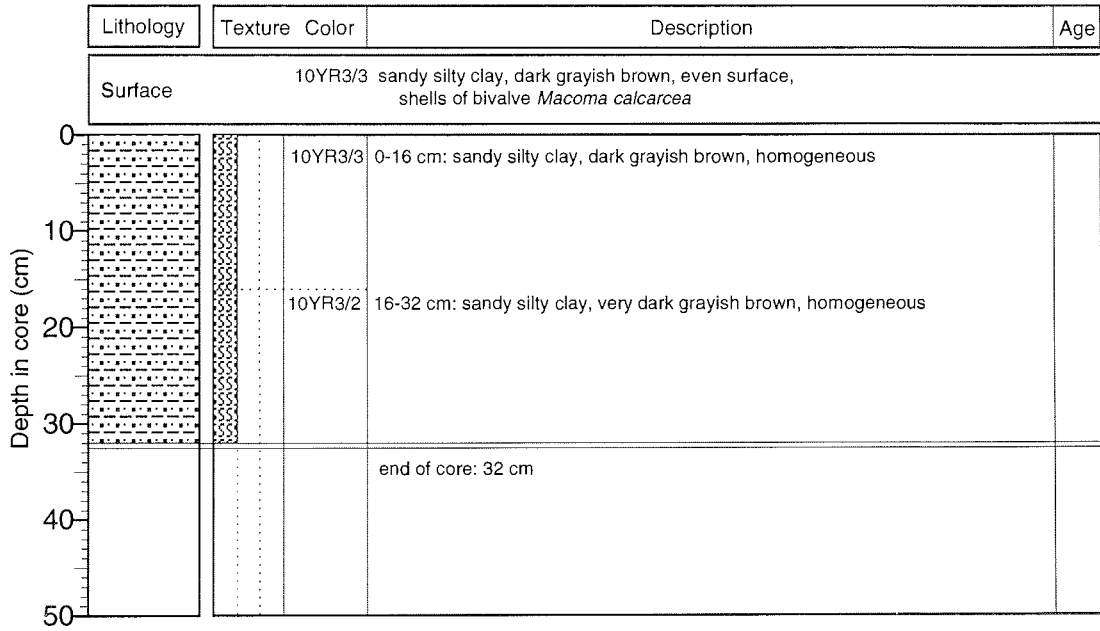 Lithology Texture Color Description Age
Surface
10YR3/3 sandy silty clay, dark grayish brown, even surface,
shells of bivalve Macoma calcarea
0
10YR3/3 0-16 cm: sandy silty clay, dark grayish brown, homogeneous
10
10YR3/2 16-32 cm: sandy silty clay, very dark grayish brown, homogeneous
20
30
end of core: 32 cm
40
50
Depth in core (cm)